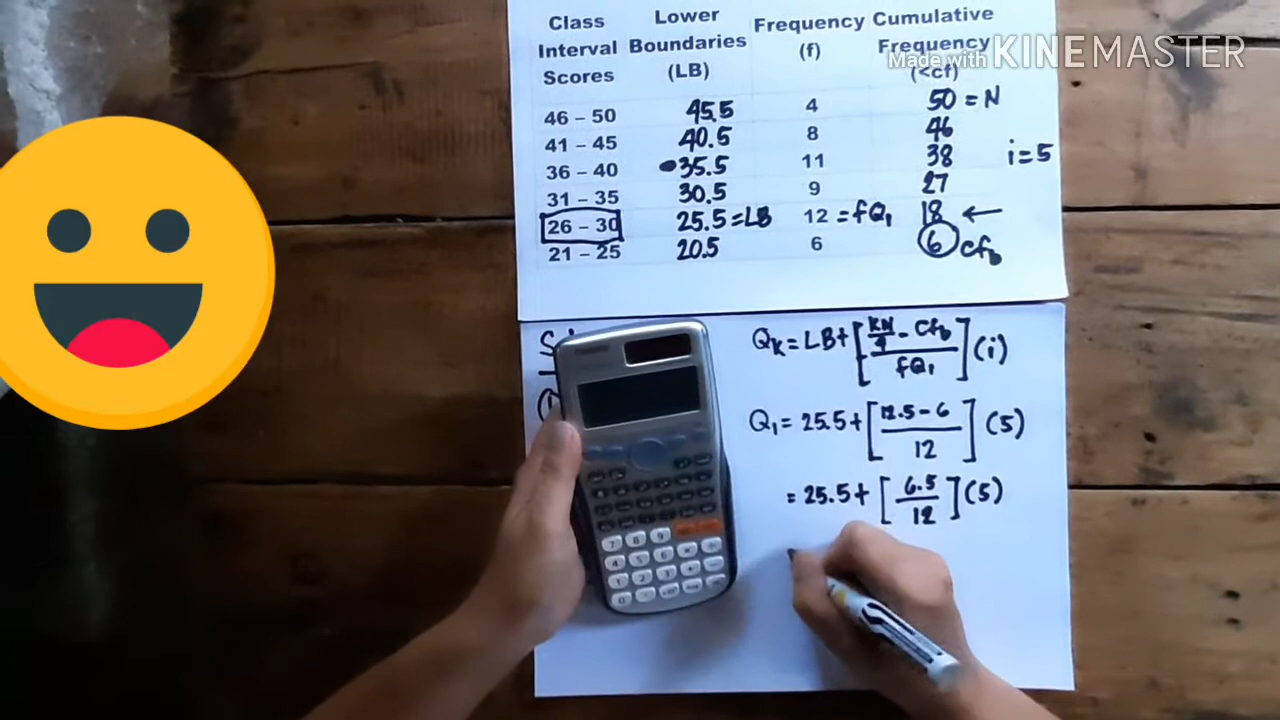 Class Interval Scores Lower Boundaries (LB) Frequency (f) Cumulative Frequency (<cf)
Made with KINEMASTER
46 – 50 45.5 4 50 = N
41 – 45 40.5 8 46
36 – 40 35.5 11 38 i = 5
31 – 35 30.5 9 27
26 – 30 25.5 = LB 12 = fQ₁ 18 ←
21 – 25 20.5 6 6 cfb
Qk = LB + [(KN/4 - cfb)/fQ₁] (i)
Q₁ = 25.5 + [(12.5 - 6)/12] (5)
= 25.5 + [6.5/12] (5)